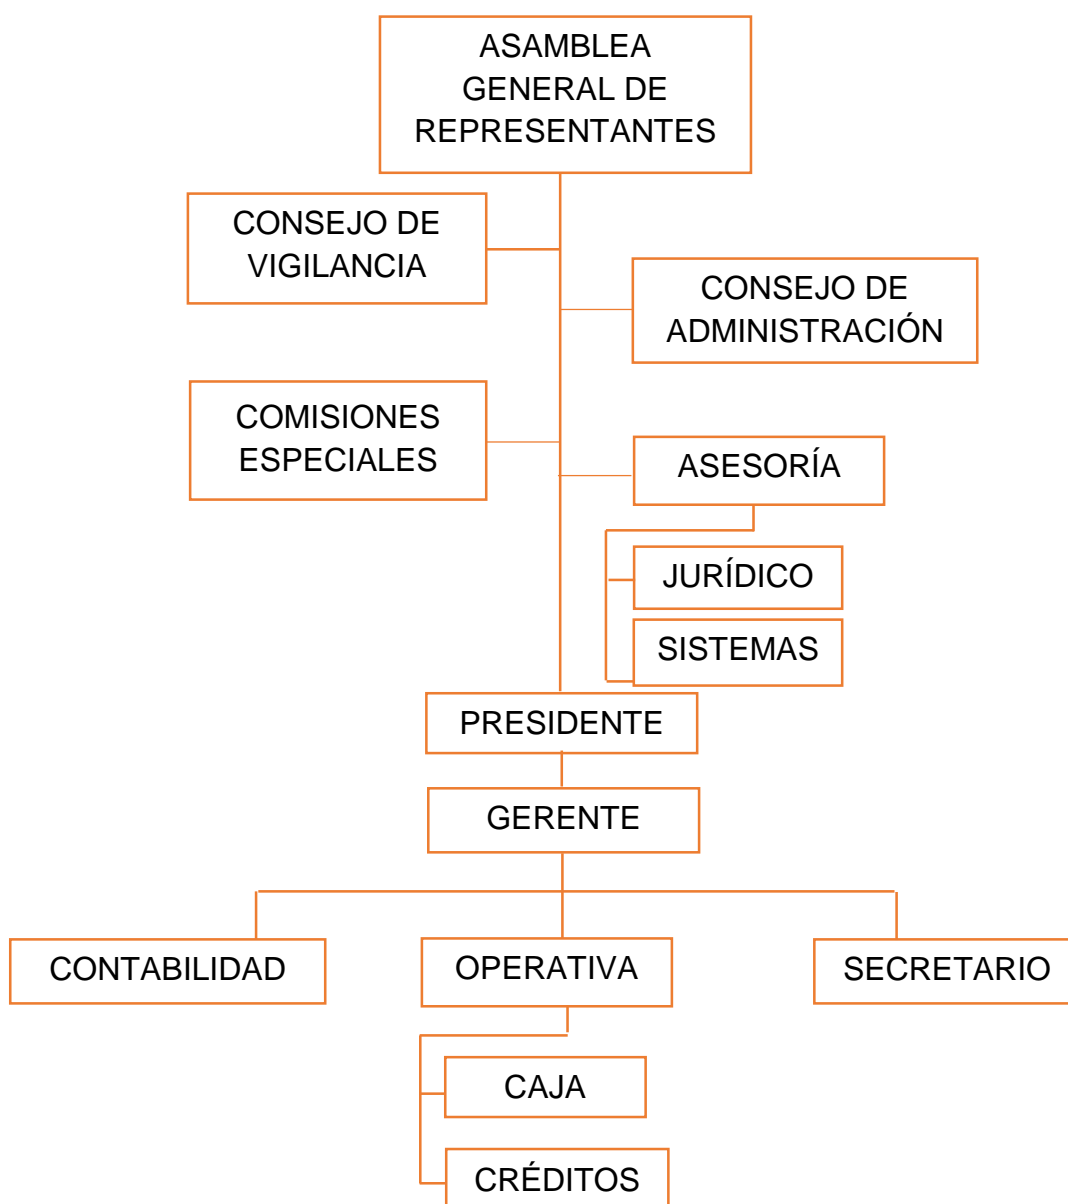 ASAMBLEA
GENERAL DE
REPRESENTANTES
CONSEJO DE
VIGILANCIA
CONSEJO DE
ADMINISTRACIÓN
COMISIONES
ESPECIALES
ASESORÍA
JURÍDICO
SISTEMAS
PRESIDENTE
GERENTE
CONTABILIDAD
OPERATIVA
SECRETARIO
CAJA
CRÉDITOS